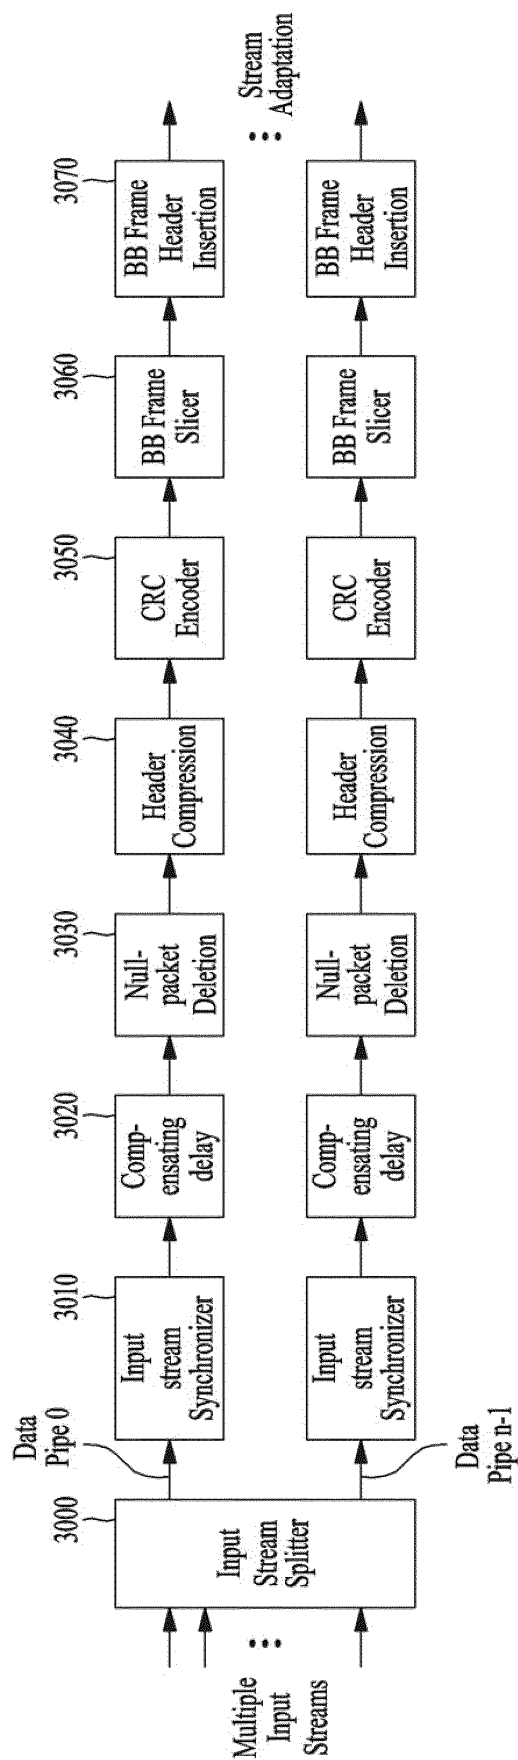 Multiple
Input
Streams
3000
Input
Stream
Splitter
Data
Pipe 0
3010
Input
stream
Synchronizer
3020
Comp-
ensating
delay
3030
Null-
packet
Deletion
3040
Header
Compression
3050
CRC
Encoder
3060
BB Frame
Slicer
3070
BB Frame
Header
Insertion
Data
Pipe n-1
Input
stream
Synchronizer
Comp-
ensating
delay
Null-
packet
Deletion
Header
Compression
CRC
Encoder
BB Frame
Slicer
BB Frame
Header
Insertion
Stream
Adaptation